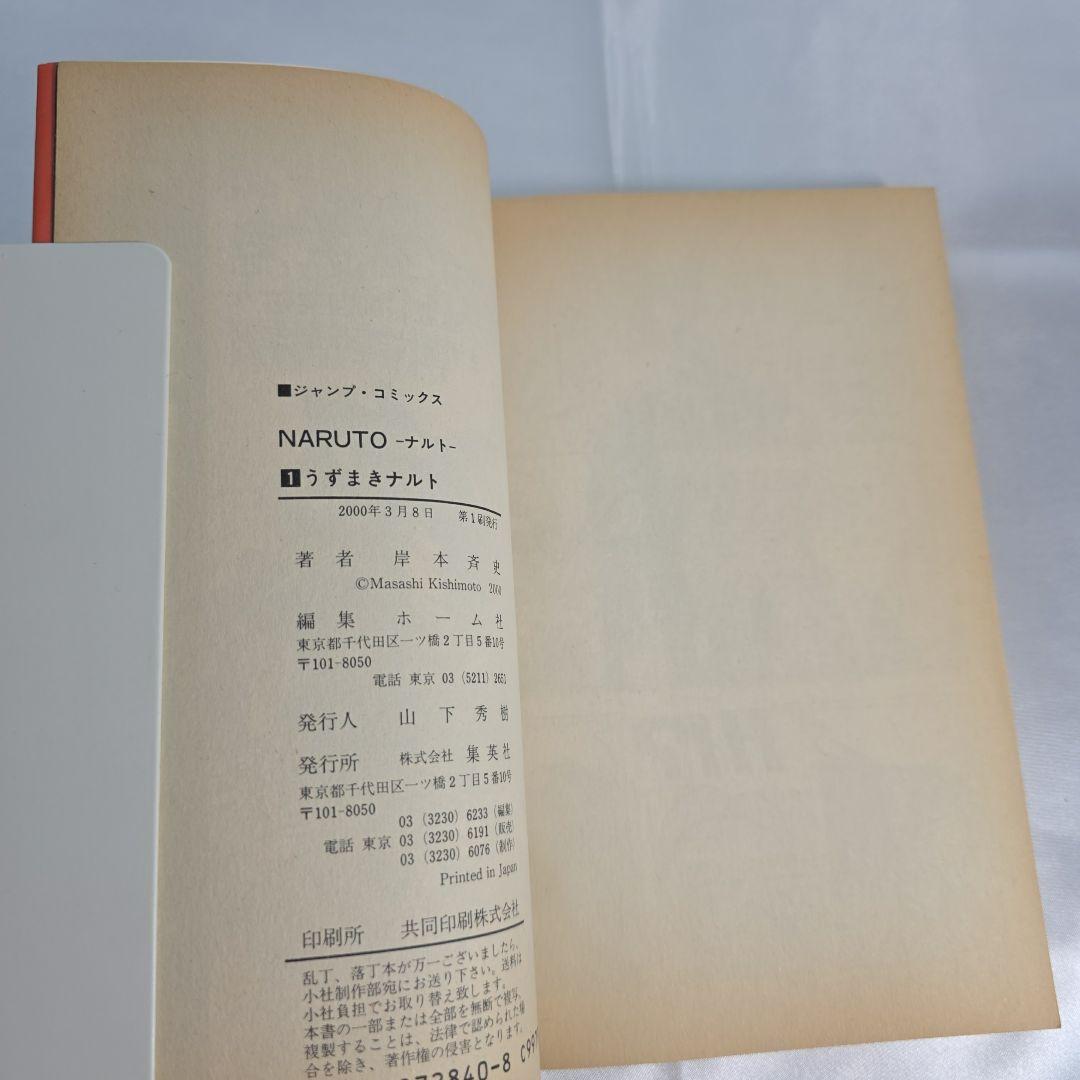 ■ジャンプ・コミックス
NARUTO -ナルト-
1 うずまきナルト
2000年3月8日 第1刷発行
著者 岸本斉史
©Masashi Kishimoto 2000
編集 ホーム社
東京都千代田区一ツ橋2丁目5番10号
〒101-8050
電話 東京 03 (5211) 2651
発行人 山下秀樹
発行所 株式会社 集英社
東京都千代田区一ツ橋2丁目5番10号
〒101-8050
03 (3230) 6233 (編集)
電話 東京 03 (3230) 6191 (販売)
03 (3230) 6076 (制作)
Printed in Japan
印刷所 共同印刷株式会社
乱丁、落丁本が万一ございましたら、
小社制作部宛にお送り下さい。送料は
小社負担でお取り替え致します。
本書の一部または全部を無断で複写、
複製することは、法律で認められた場
合を除き、著作権の侵害となります。
72840-8 C997